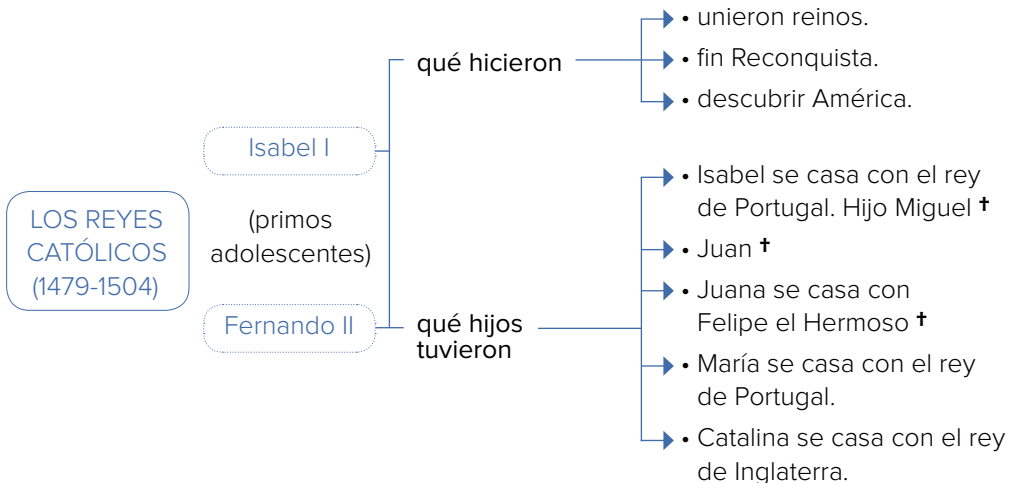 LOS REYES
CATÓLICOS
(1479-1504)
Isabel I
(primos
adolescentes)
Fernando II
qué hicieron
• unieron reinos.
• fin Reconquista.
• descubrir América.
qué hijos
tuvieron
• Isabel se casa con el rey
de Portugal. Hijo Miguel ✝
• Juan ✝
• Juana se casa con
Felipe el Hermoso ✝
• María se casa con el rey
de Portugal.
• Catalina se casa con el rey
de Inglaterra.